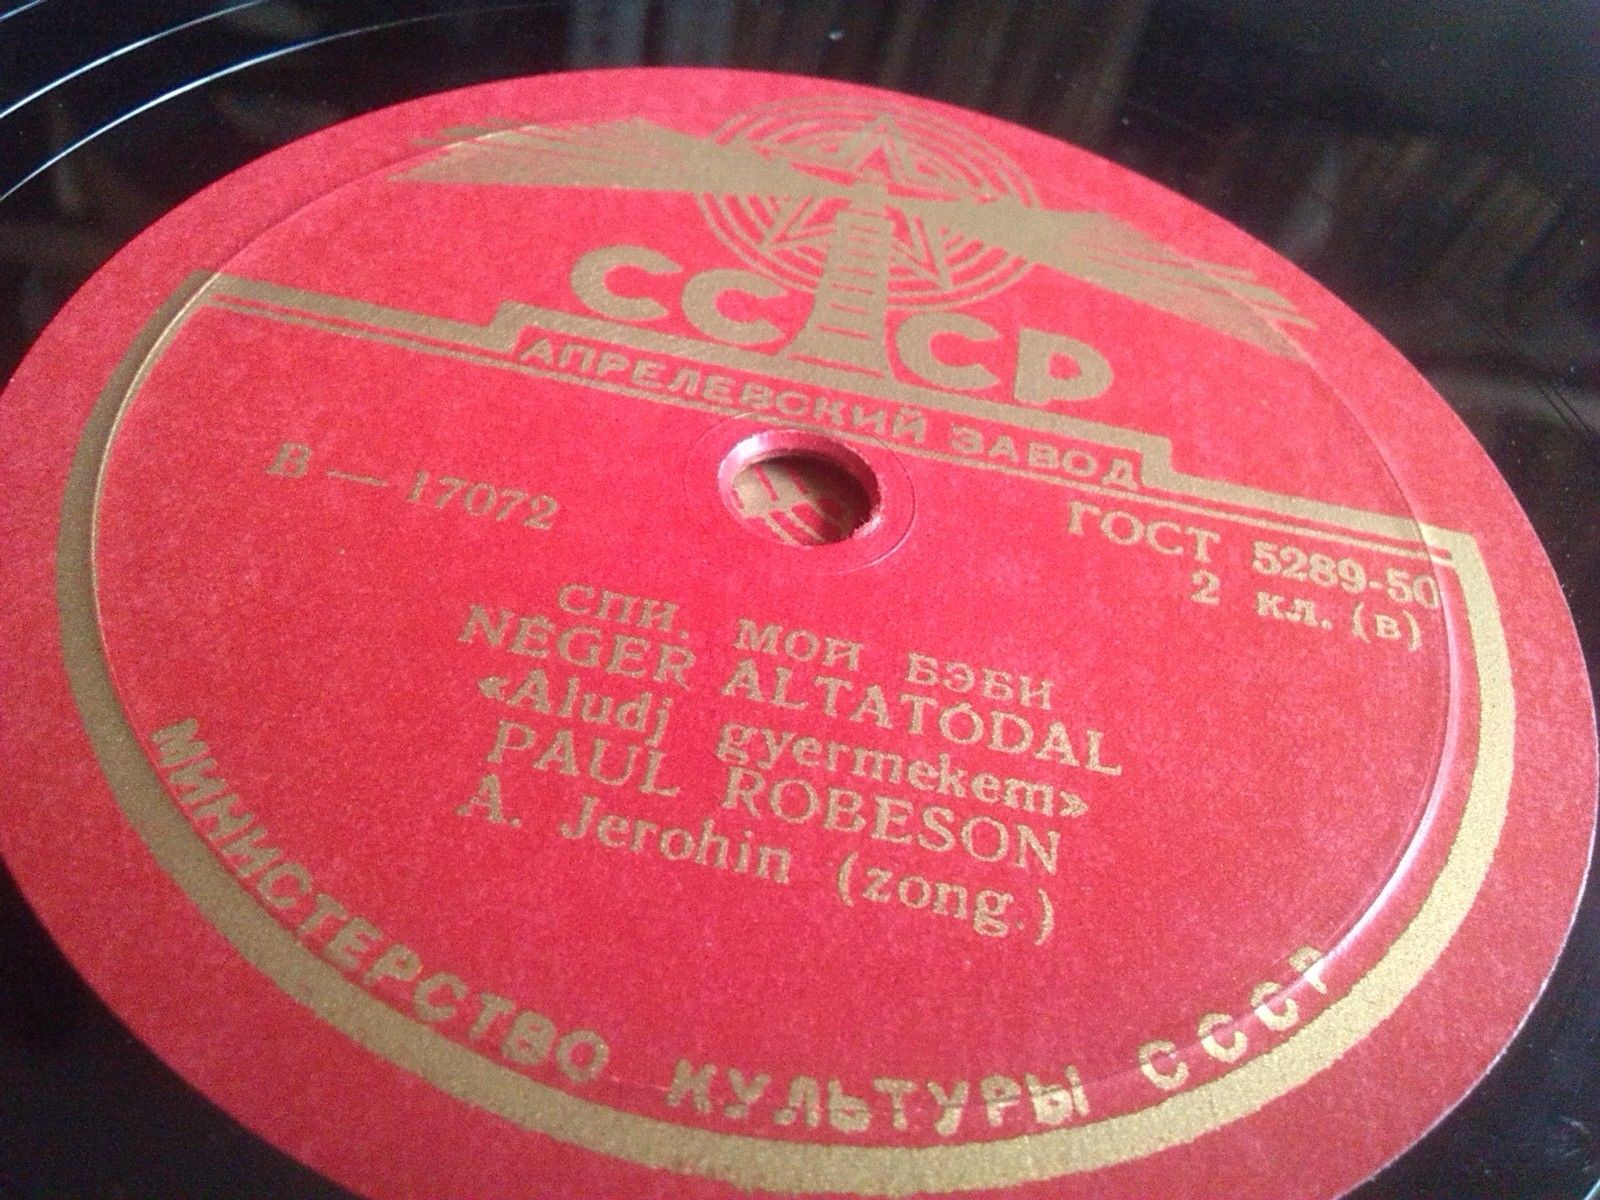 СССР
АПРЕЛЕВСКИЙ ЗАВОД
В — 17072
ГОСТ 5289-50
2 кл. (в)
СПИ, МОЙ БЭБИ
NÉGER ALTATÓDAL
«Aludj gyermekem»
PAUL ROBESON
A. Jerohin (zong.)
МИНИСТЕРСТВО КУЛЬТУРЫ СССР